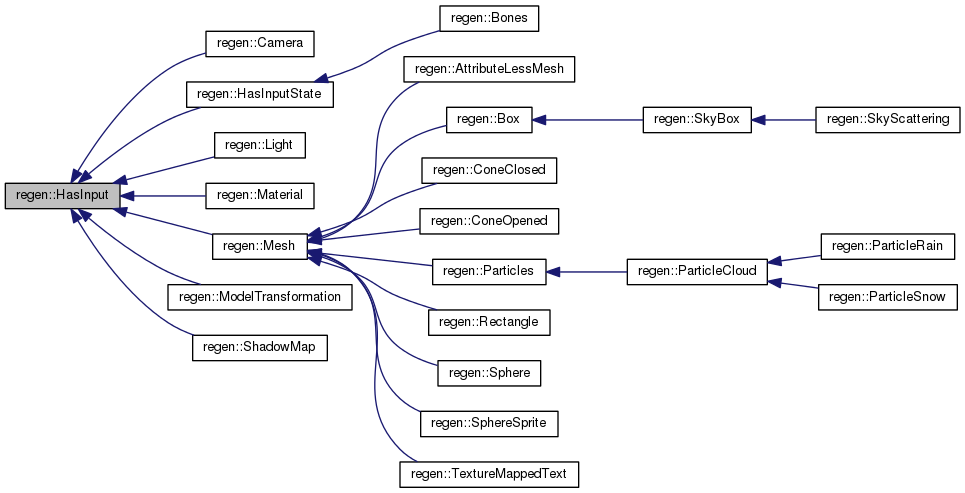 regen::HasInput
regen::Camera
regen::HasInputState
regen::Bones
regen::Light
regen::Material
regen::Mesh
regen::AttributeLessMesh
regen::Box
regen::SkyBox
regen::SkyScattering
regen::ConeClosed
regen::ConeOpened
regen::Particles
regen::ParticleCloud
regen::ParticleRain
regen::ParticleSnow
regen::Rectangle
regen::Sphere
regen::SphereSprite
regen::TextureMappedText
regen::ModelTransformation
regen::ShadowMap